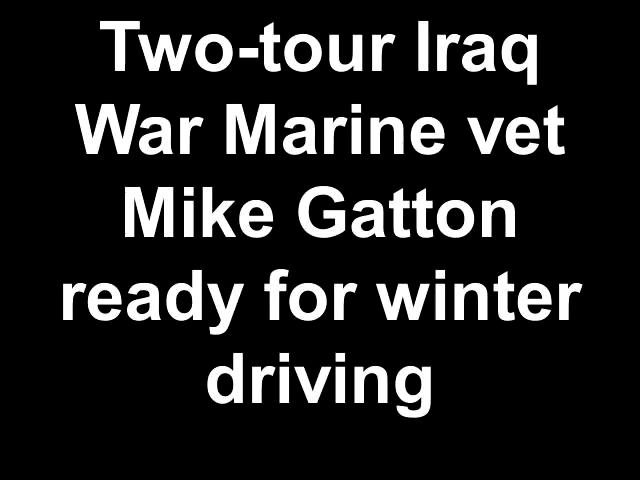 Two-tour Iraq
War Marine vet
Mike Gatton
ready for winter
driving